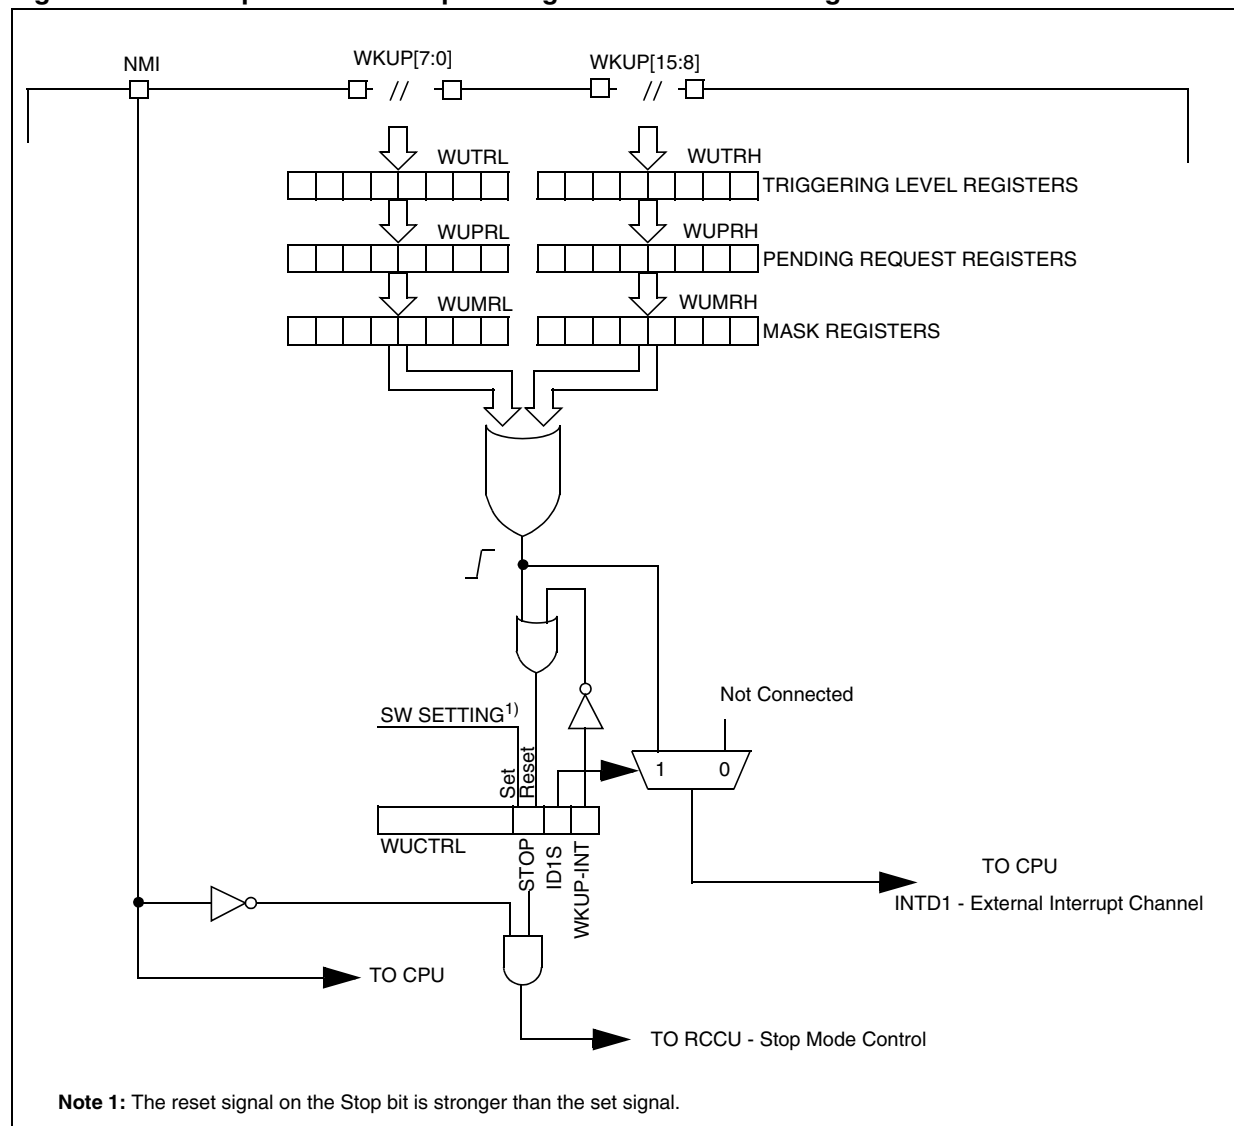 NMI
WKUP[7:0]
WKUP[15:8]
WUTRL
WUTRH
TRIGGERING LEVEL REGISTERS
WUPRL
WUPRH
PENDING REQUEST REGISTERS
WUMRL
WUMRH
MASK REGISTERS
Not Connected
SW SETTING1)
Set
Reset
1
0
WUCTRL
STOP
ID1S
WKUP-INT
TO CPU
INTD1 - External Interrupt Channel
TO CPU
TO RCCU - Stop Mode Control
Note 1: The reset signal on the Stop bit is stronger than the set signal.